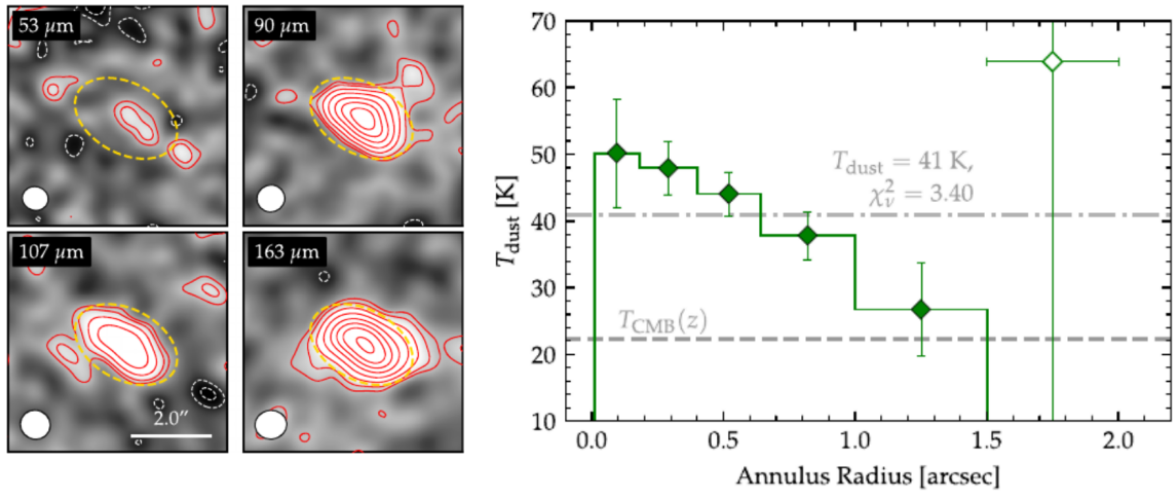 53 μm
90 μm
107 μm
2.0″
163 μm
70
60
50
40
30
20
10
T_dust [K]
T_dust = 41 K,
χ²_ν = 3.40
T_CMB(z)
0.0 0.5 1.0 1.5 2.0
Annulus Radius [arcsec]